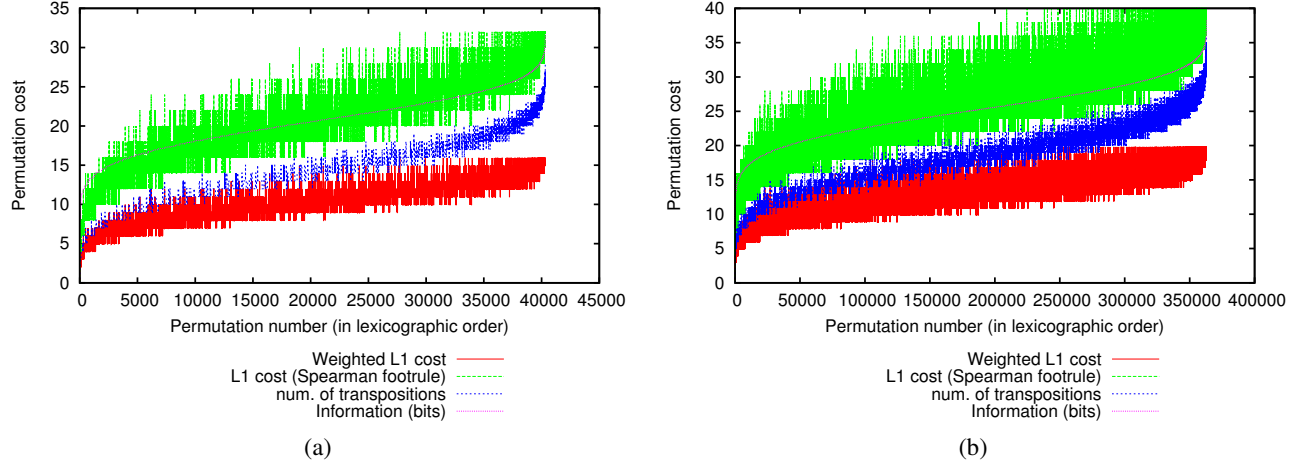 35
30
25
20
15
10
5
0
Permutation cost
0 5000 10000 15000 20000 25000 30000 35000 40000 45000
Permutation number (in lexicographic order)
Weighted L1 cost
L1 cost (Spearman footrule)
num. of transpositions
Information (bits)
(a)
40
35
30
25
20
15
10
5
0
Permutation cost
0 50000 100000 150000 200000 250000 300000 350000 400000
Permutation number (in lexicographic order)
Weighted L1 cost
L1 cost (Spearman footrule)
num. of transpositions
Information (bits)
(b)